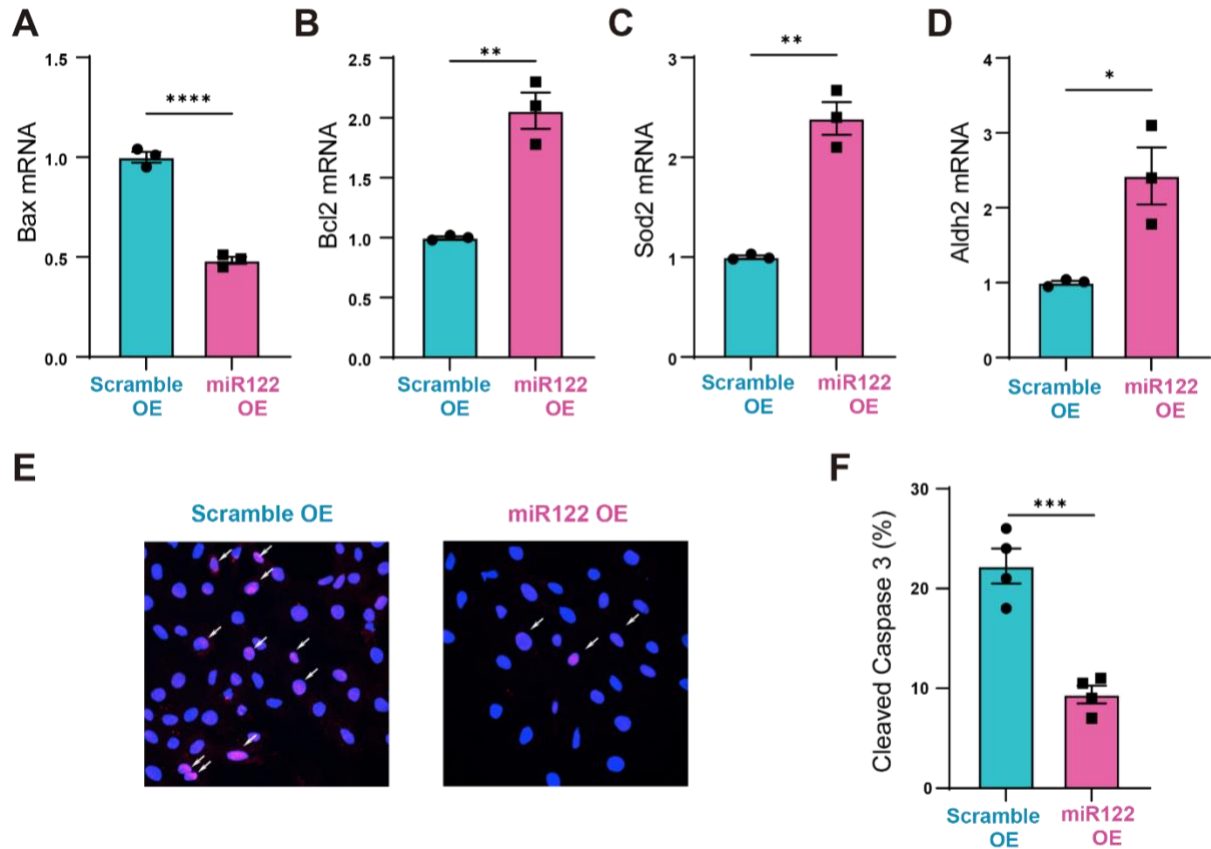 A
Bax mRNA
1.5
1.0
0.5
0.0
****
Scramble
OE
miR122
OE
B
Bcl2 mRNA
2.5
2.0
1.5
1.0
0.5
0.0
**
Scramble
OE
miR122
OE
C
Sod2 mRNA
3
2
1
0
**
Scramble
OE
miR122
OE
D
Aldh2 mRNA
4
3
2
1
0
*
Scramble
OE
miR122
OE
E
Scramble OE
miR122 OE
F
Cleaved Caspase 3 (%)
30
20
10
0
***
Scramble
OE
miR122
OE